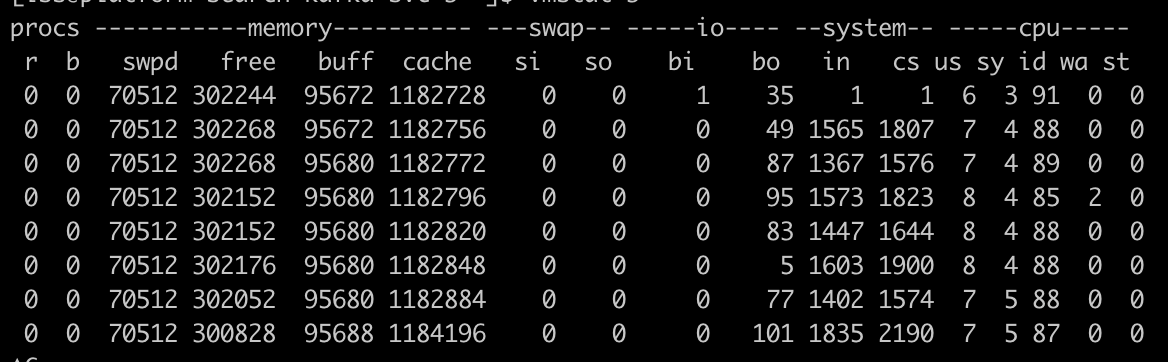 procs -----------memory---------- ---swap-- -----io---- --system-- -----cpu-----
 r  b   swpd   free   buff  cache   si   so    bi    bo   in   cs us sy id wa st
 0  0  70512 302244  95672 1182728    0    0     1    35    1    1  6  3 91  0  0
 0  0  70512 302268  95672 1182756    0    0     0    49 1565 1807  7  4 88  0  0
 0  0  70512 302268  95680 1182772    0    0     0    87 1367 1576  7  4 89  0  0
 0  0  70512 302152  95680 1182796    0    0     0    95 1573 1823  8  4 85  2  0
 0  0  70512 302152  95680 1182820    0    0     0    83 1447 1644  8  4 88  0  0
 0  0  70512 302176  95680 1182848    0    0     0     5 1603 1900  8  4 88  0  0
 0  0  70512 302052  95680 1182884    0    0     0    77 1402 1574  7  5 88  0  0
 0  0  70512 300828  95688 1184196    0    0     0   101 1835 2190  7  5 87  0  0